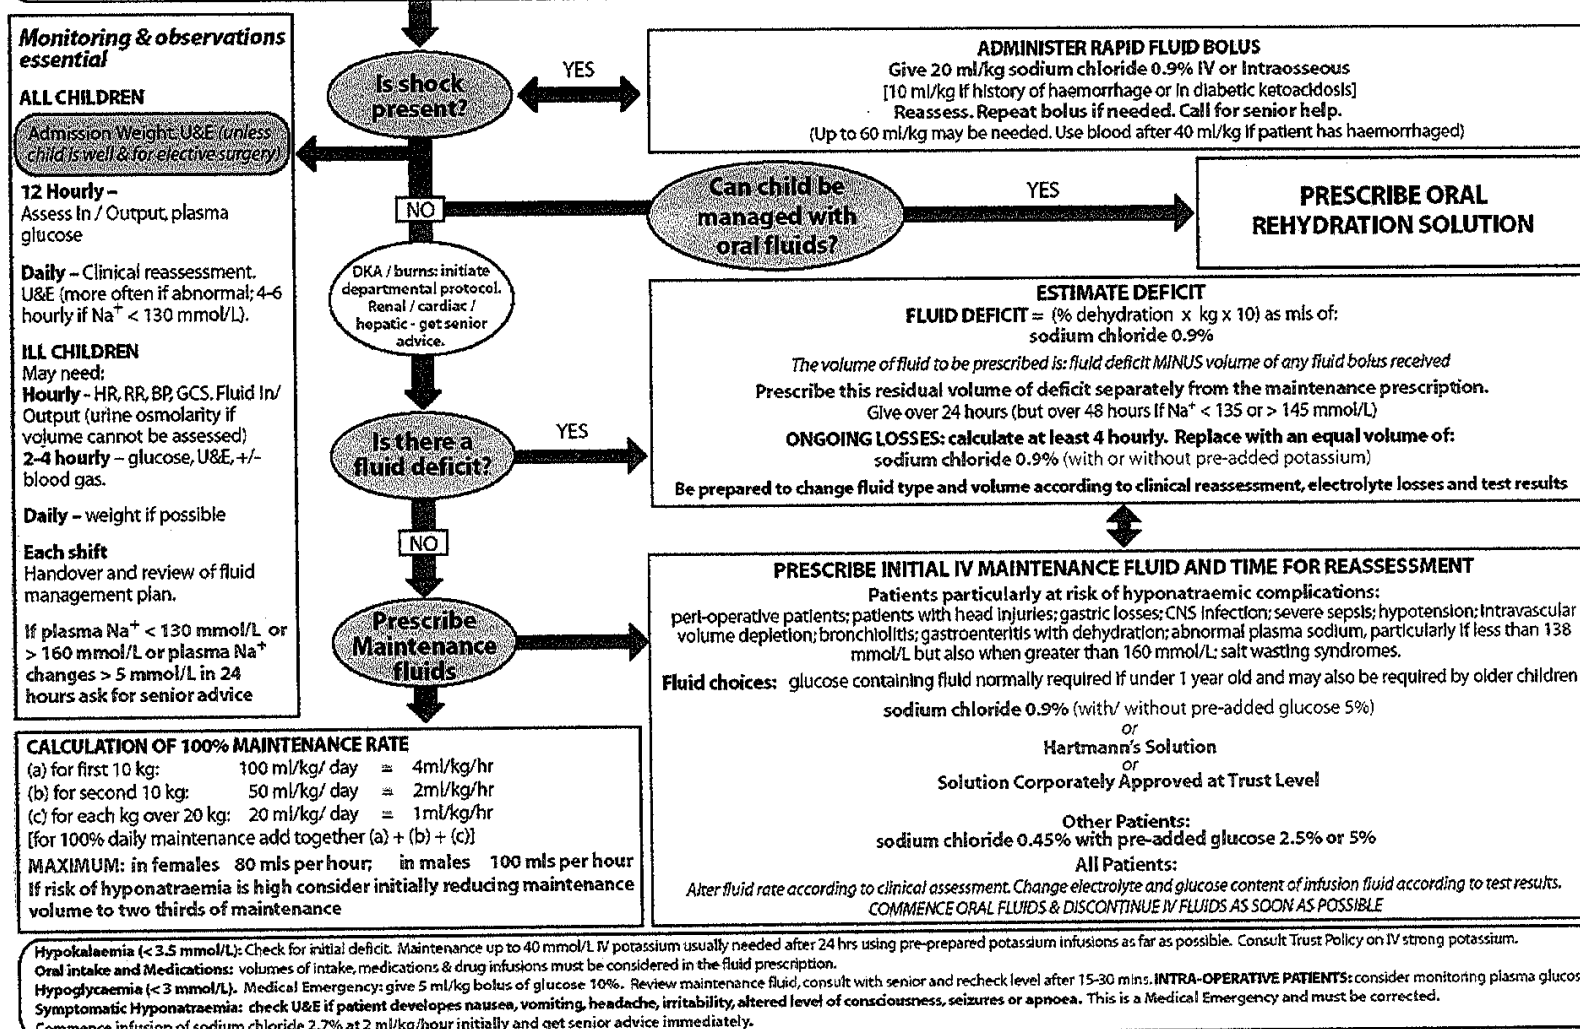 Monitoring & observations
essential
ALL CHILDREN
Admission Weight, U&E (unless
child is well & for elective surgery)
12 Hourly –
Assess In / Output, plasma
glucose
Daily – Clinical reassessment.
U&E (more often if abnormal; 4-6
hourly if Na⁺ < 130 mmol/L).
ILL CHILDREN
May need:
Hourly - HR, RR, BP, GCS. Fluid In/
Output (urine osmolarity if
volume cannot be assessed)
2-4 hourly – glucose, U&E, +/-
blood gas.
Daily – weight if possible
Each shift
Handover and review of fluid
management plan.
If plasma Na⁺ < 130 mmol/L or
> 160 mmol/L or plasma Na⁺
changes > 5 mmol/L in 24
hours ask for senior advice
Is shock
present?
YES
ADMINISTER RAPID FLUID BOLUS
Give 20 ml/kg sodium chloride 0.9% IV or Intraosseous
[10 ml/kg if history of haemorrhage or in diabetic ketoacidosis]
Reassess. Repeat bolus if needed. Call for senior help.
(Up to 60 ml/kg may be needed. Use blood after 40 ml/kg if patient has haemorrhaged)
NO
Can child be
managed with
oral fluids?
YES
PRESCRIBE ORAL
REHYDRATION SOLUTION
DKA / burns: initiate
departmental protocol.
Renal / cardiac /
hepatic - get senior
advice.
Is there a
fluid deficit?
YES
ESTIMATE DEFICIT
FLUID DEFICIT = (% dehydration x kg x 10) as mls of:
sodium chloride 0.9%
The volume of fluid to be prescribed is: fluid deficit MINUS volume of any fluid bolus received
Prescribe this residual volume of deficit separately from the maintenance prescription.
Give over 24 hours (but over 48 hours if Na⁺ < 135 or > 145 mmol/L)
ONGOING LOSSES: calculate at least 4 hourly. Replace with an equal volume of:
sodium chloride 0.9% (with or without pre-added potassium)
Be prepared to change fluid type and volume according to clinical reassessment, electrolyte losses and test results
NO
Prescribe
Maintenance
fluids
PRESCRIBE INITIAL IV MAINTENANCE FLUID AND TIME FOR REASSESSMENT
Patients particularly at risk of hyponatraemic complications:
peri-operative patients; patients with head injuries; gastric losses; CNS infection; severe sepsis; hypotension; intravascular
volume depletion; bronchiolitis; gastroenteritis with dehydration; abnormal plasma sodium, particularly if less than 138
mmol/L but also when greater than 160 mmol/L; salt wasting syndromes.
Fluid choices: glucose containing fluid normally required if under 1 year old and may also be required by older children
sodium chloride 0.9% (with/ without pre-added glucose 5%)
or
Hartmann's Solution
or
Solution Corporately Approved at Trust Level
Other Patients:
sodium chloride 0.45% with pre-added glucose 2.5% or 5%
All Patients:
Alter fluid rate according to clinical assessment. Change electrolyte and glucose content of infusion fluid according to test results.
COMMENCE ORAL FLUIDS & DISCONTINUE IV FLUIDS AS SOON AS POSSIBLE
CALCULATION OF 100% MAINTENANCE RATE
(a) for first 10 kg: 100 ml/kg/ day = 4ml/kg/hr
(b) for second 10 kg: 50 ml/kg/ day = 2ml/kg/hr
(c) for each kg over 20 kg: 20 ml/kg/ day = 1ml/kg/hr
[for 100% daily maintenance add together (a) + (b) + (c)]
MAXIMUM: in females 80 mls per hour; in males 100 mls per hour
If risk of hyponatraemia is high consider initially reducing maintenance
volume to two thirds of maintenance
Hypokalaemia (< 3.5 mmol/L): Check for initial deficit. Maintenance up to 40 mmol/L IV potassium usually needed after 24 hrs using pre-prepared potassium infusions as far as possible. Consult Trust Policy on IV strong potassium.
Oral intake and Medications: volumes of intake, medications & drug infusions must be considered in the fluid prescription.
Hypoglycaemia (< 3 mmol/L). Medical Emergency: give 5 ml/kg bolus of glucose 10%. Review maintenance fluid, consult with senior and recheck level after 15-30 mins. INTRA-OPERATIVE PATIENTS: consider monitoring plasma glucos
Symptomatic Hyponatraemia: check U&E if patient developes nausea, vomiting, headache, irritability, altered level of consciousness, seizures or apnoea. This is a Medical Emergency and must be corrected.
Commence infusion of sodium chloride 2.7% at 2 ml/kg/hour initially and get senior advice immediately.